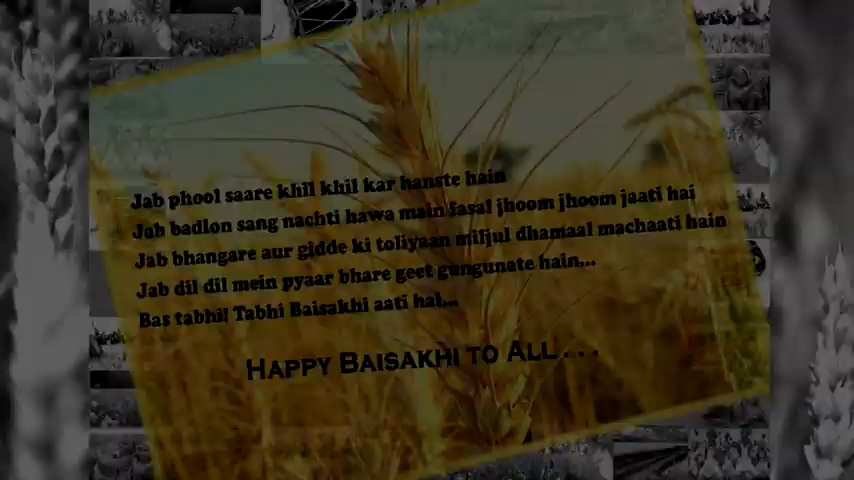 Jab phool saare khil khil kar hanste hain
Jab badlon sang nachti hawa main fasal jhoom jhoom jaati hai
Jab bhangare aur gidde ki toliyaan miljul dhamaal machaati hain
Jab dil dil mein pyaar bhare geet gungunate hain...
Bas tabhi! Tabhi Baisakhi aati hai...
Happy Baisakhi to All . . .